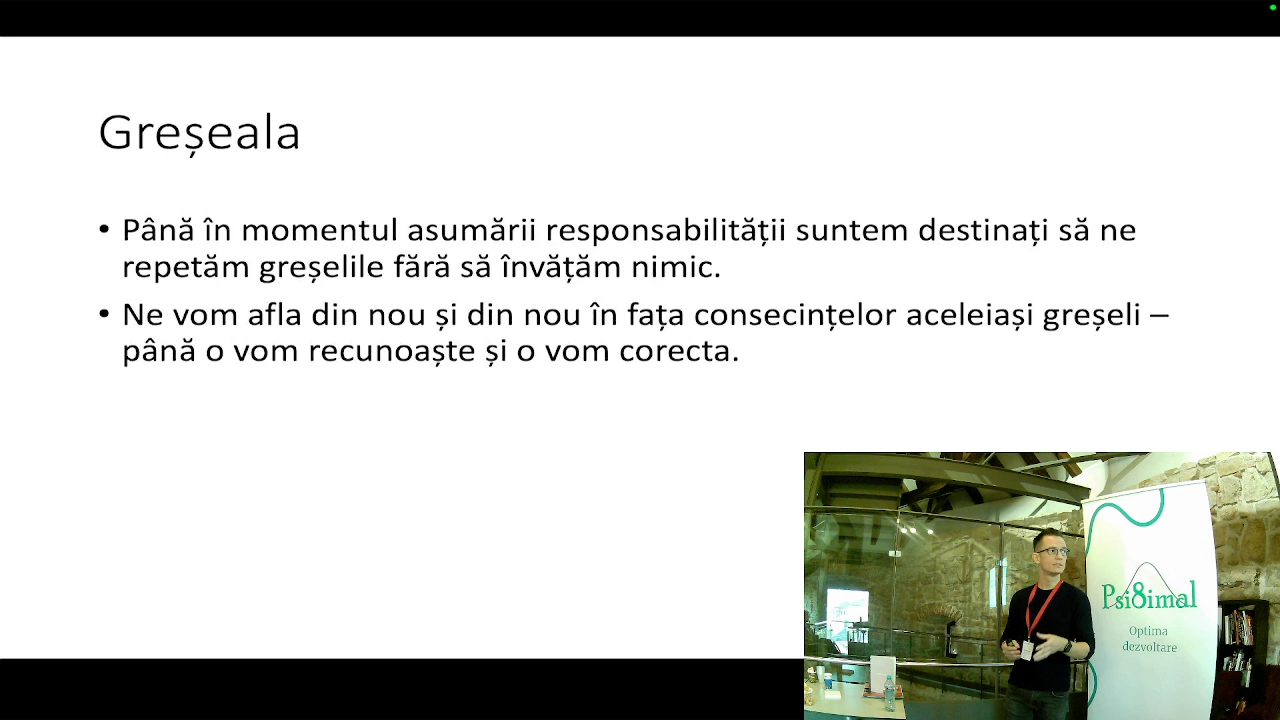 Greșeala
• Până în momentul asumării responsabilității suntem destinați să ne
repetăm greșelile fără să învățăm nimic.
• Ne vom afla din nou și din nou în fața consecințelor aceleiași greșeli –
până o vom recunoaște și o vom corecta.
Psi8imal
Optima
dezvoltare